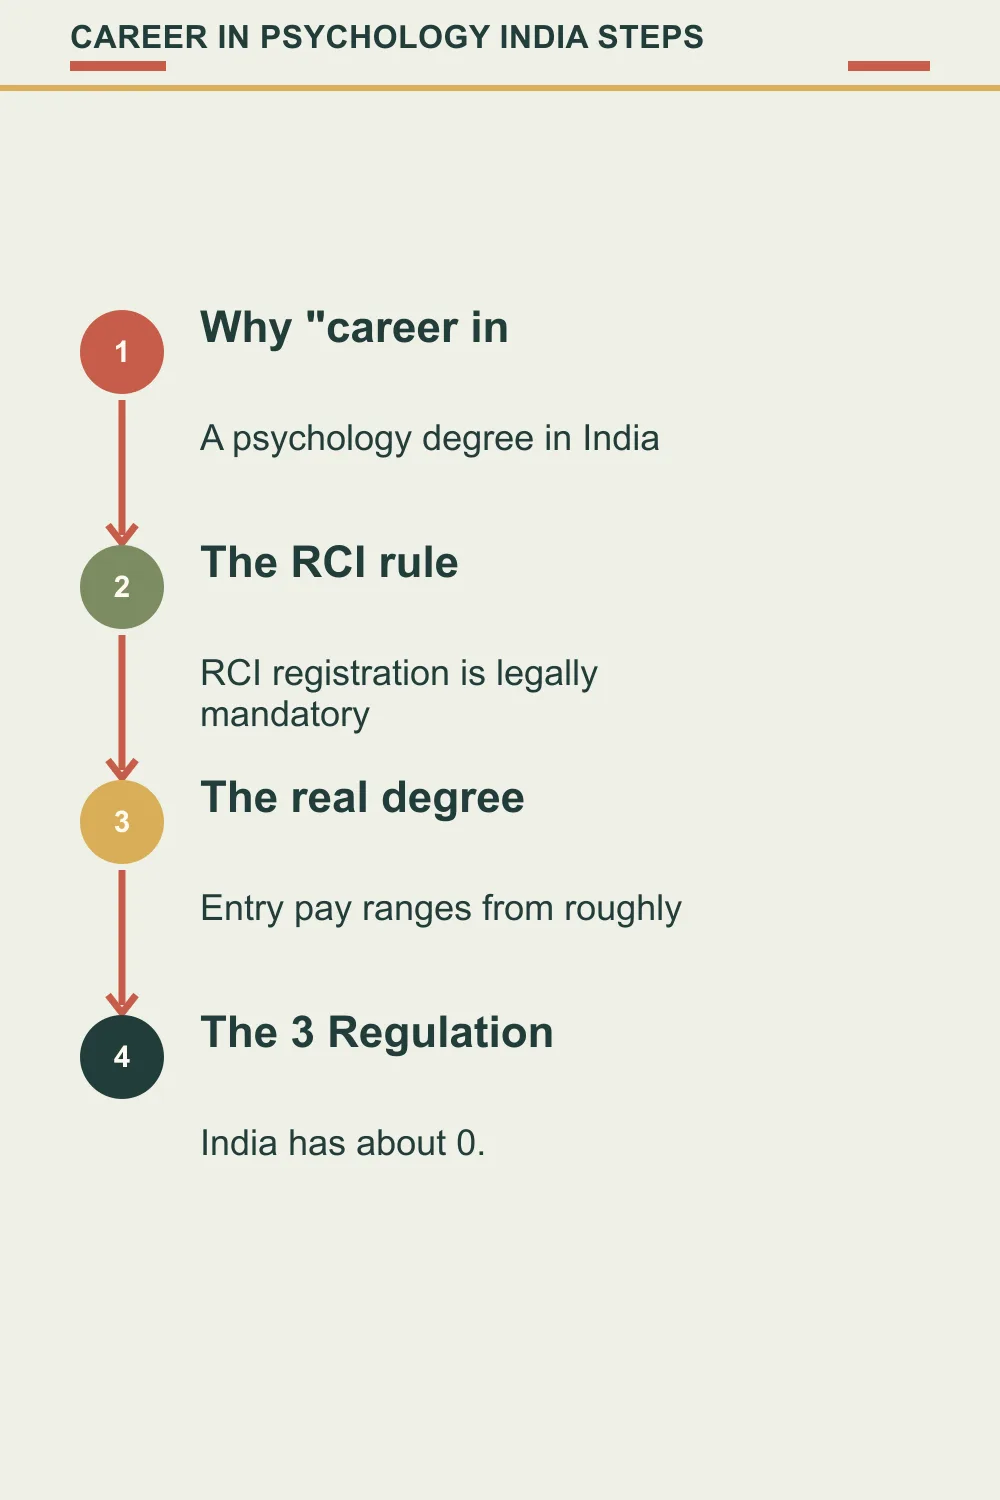 CAREER IN PSYCHOLOGY INDIA STEPS
1
Why "career in
A psychology degree in India
2
The RCI rule
RCI registration is legally
mandatory
3
The real degree
Entry pay ranges from roughly
4
The 3 Regulation
India has about 0.